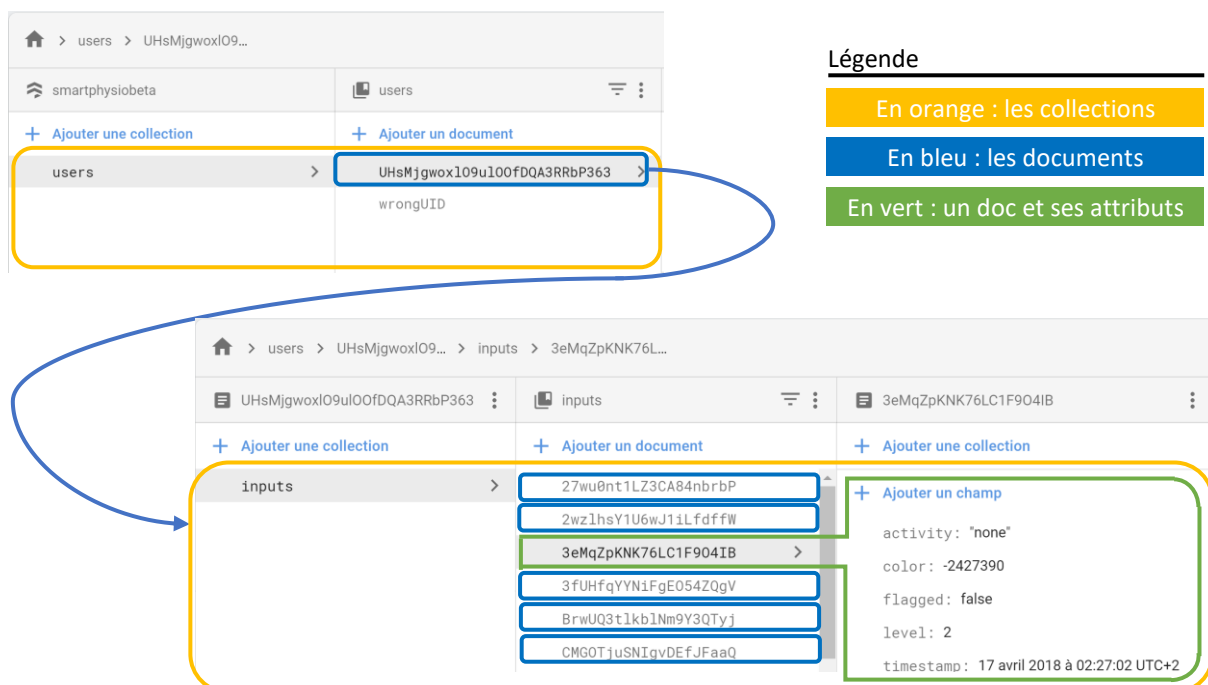 > users > UHsMjgwoxlO9…
smartphysiobeta
users
+ Ajouter une collection
+ Ajouter un document
users >
UHsMjgwoxlO9ulOOfDQA3RRbP363 >
wrongUID
Légende
En orange : les collections
En bleu : les documents
En vert : un doc et ses attributs
> users > UHsMjgwoxlO9… > inputs > 3eMqZpKNK76L…
UHsMjgwoxlO9ulOOfDQA3RRbP363
inputs
3eMqZpKNK76LC1F9O4IB
+ Ajouter une collection
+ Ajouter un document
+ Ajouter une collection
inputs >
27wu0nt1LZ3CA84nbrbP
2wzlhsY1U6wJ1iLfdffW
3eMqZpKNK76LC1F9O4IB >
3fUHfqYYNiFgEO54ZQgV
BrwUQ3tlkblNm9Y3QTyj
CMGOTjuSNIgvDEfJFaaQ
+ Ajouter un champ
activity: "none"
color: -2427390
flagged: false
level: 2
timestamp: 17 avril 2018 à 02:27:02 UTC+2